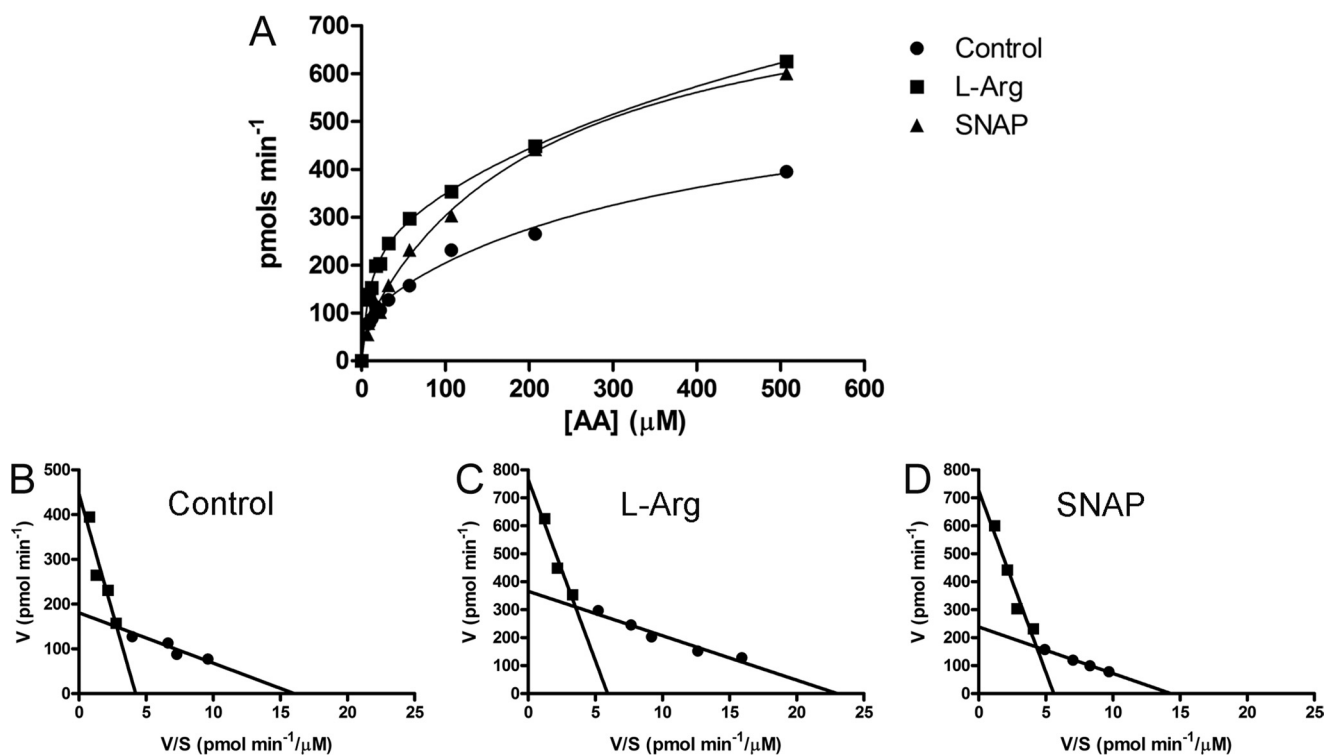 A
700
600
500
400
300
200
100
0
pmols min⁻¹
0 100 200 300 400 500 600
[AA] (μM)
Control
L-Arg
SNAP
B
Control
500
400
300
200
100
0
V (pmol min⁻¹)
0 5 10 15 20 25
V/S (pmol min⁻¹/μM)
C
L-Arg
800
700
600
500
400
300
200
100
0
V (pmol min⁻¹)
0 5 10 15 20 25
V/S (pmol min⁻¹/μM)
D
SNAP
800
700
600
500
400
300
200
100
0
V (pmol min⁻¹)
0 5 10 15 20 25
V/S (pmol min⁻¹/μM)